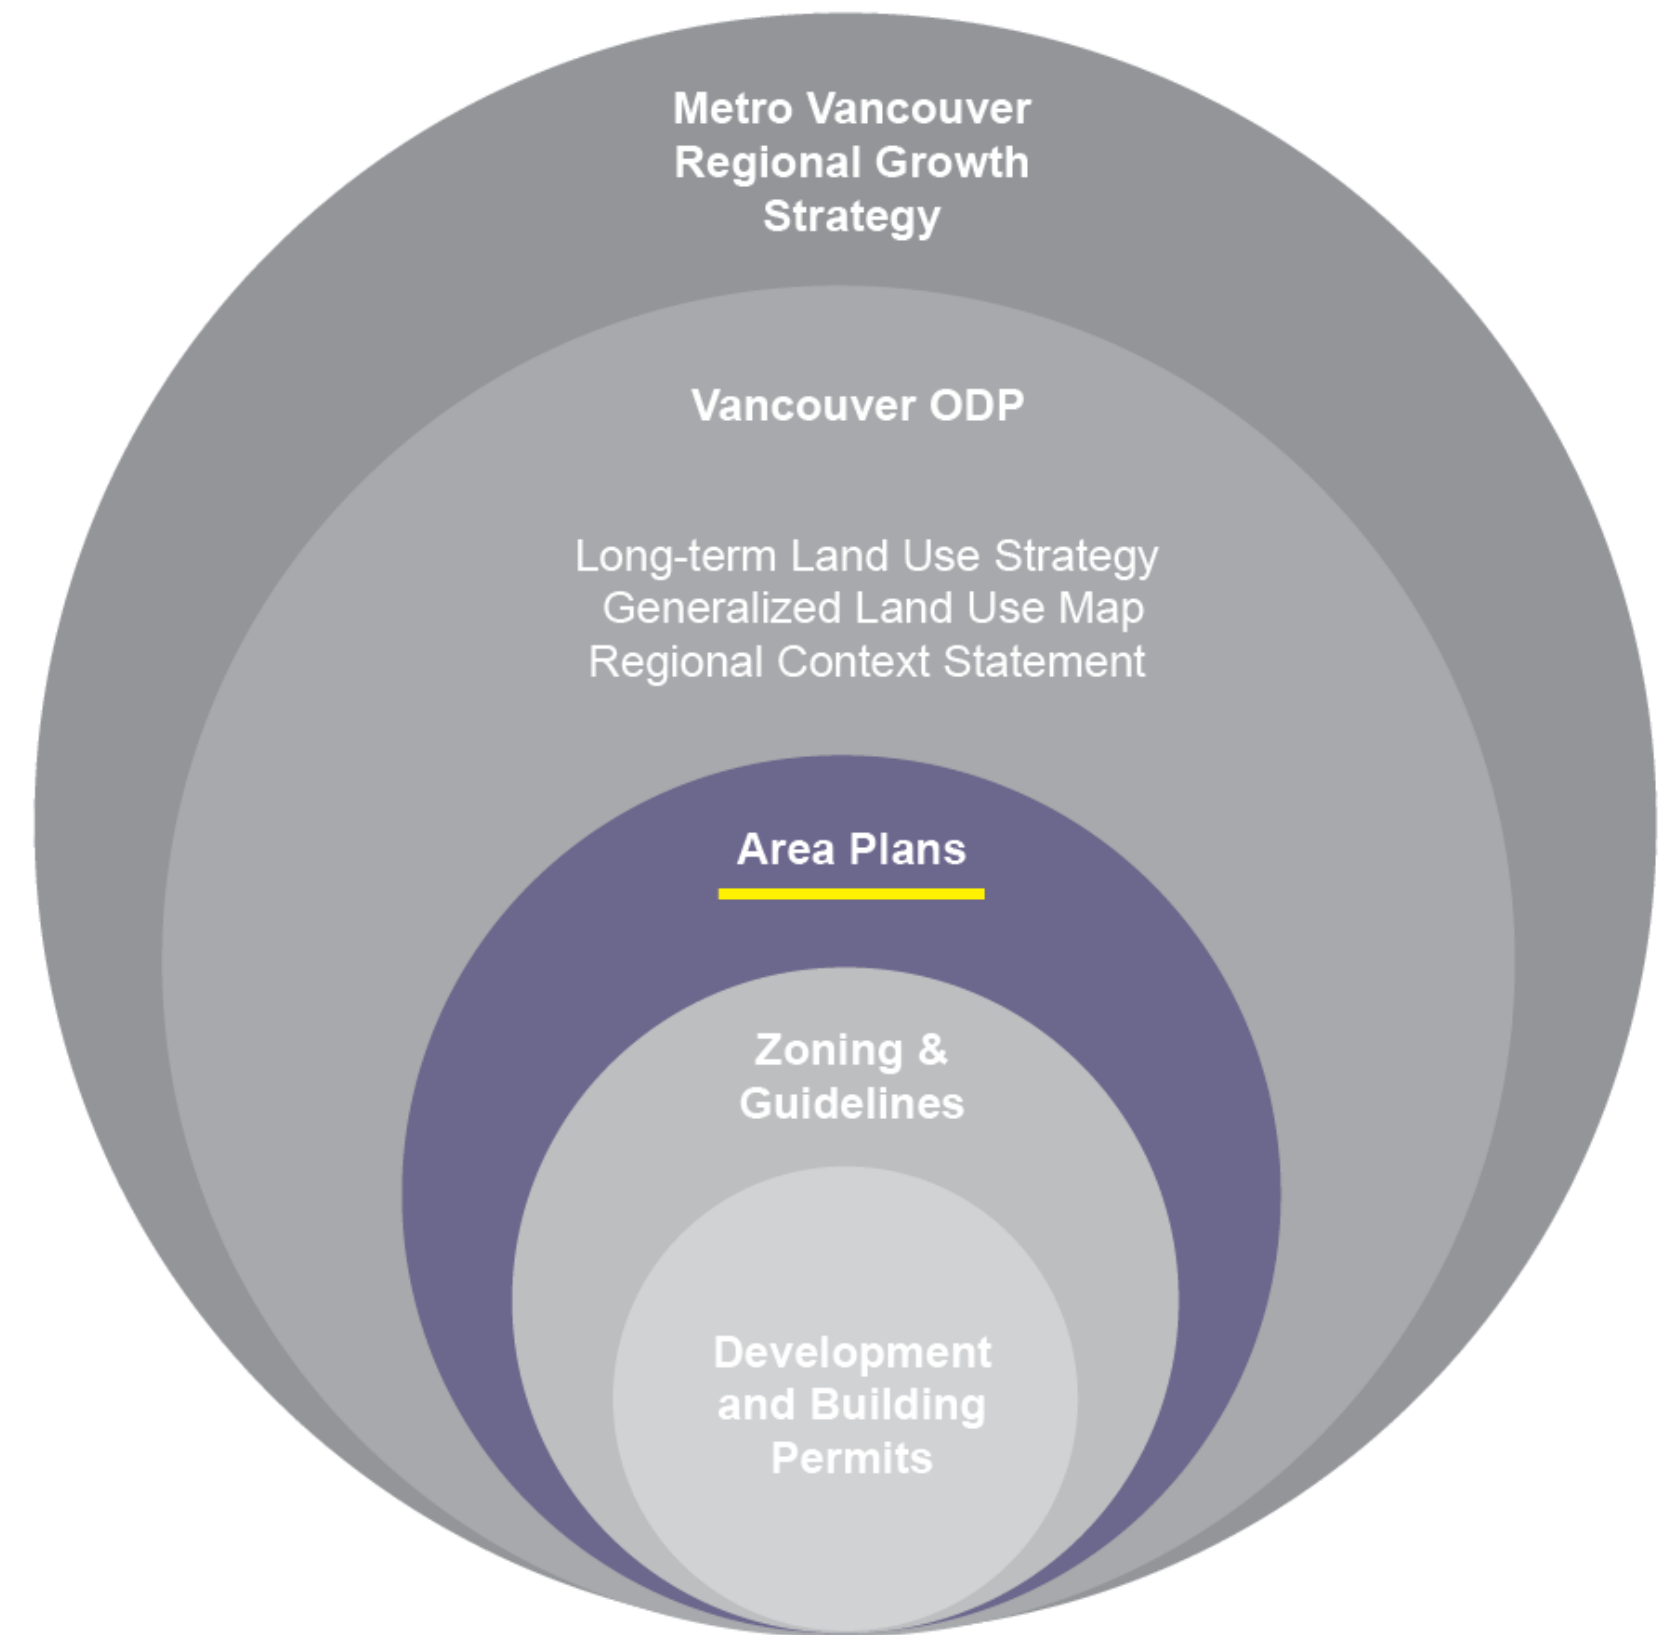 Metro Vancouver
Regional Growth
Strategy
Vancouver ODP
Long-term Land Use Strategy
Generalized Land Use Map
Regional Context Statement
Area Plans
Zoning &
Guidelines
Development
and Building
Permits